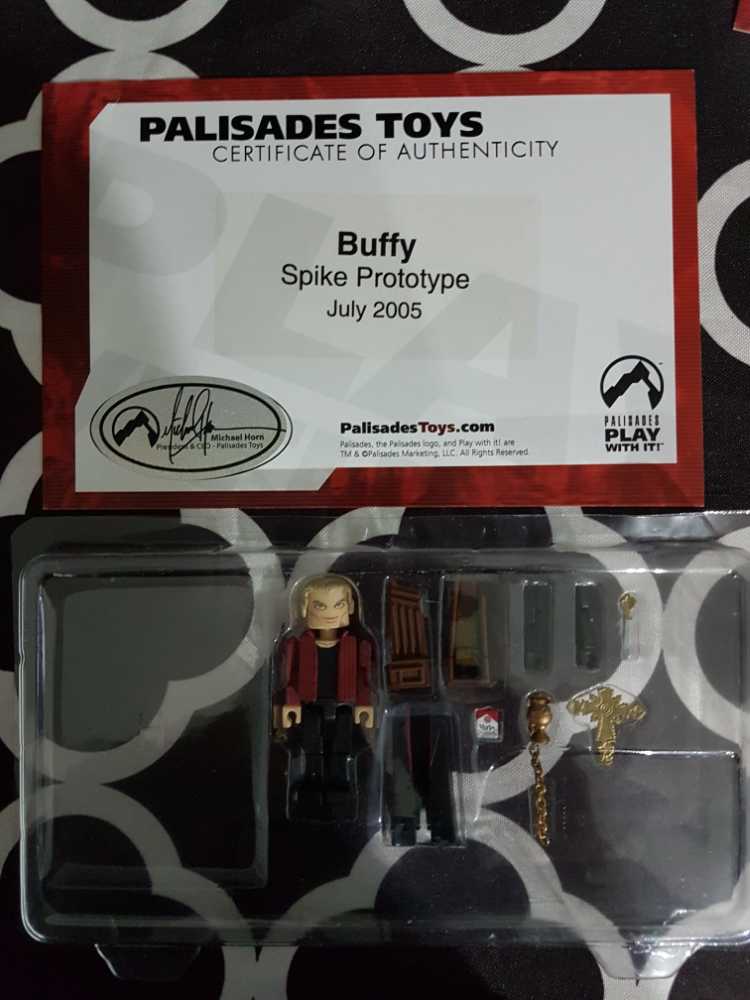 PALISADES TOYS
CERTIFICATE OF AUTHENTICITY
Buffy
Spike Prototype
July 2005
Michael Horn
President & CEO - Palisades Toys
PalisadesToys.com
Palisades, the Palisades logo, and Play with it! are
TM & ©Palisades Marketing, LLC. All Rights Reserved.
PALISADES
PLAY
WITH IT!™